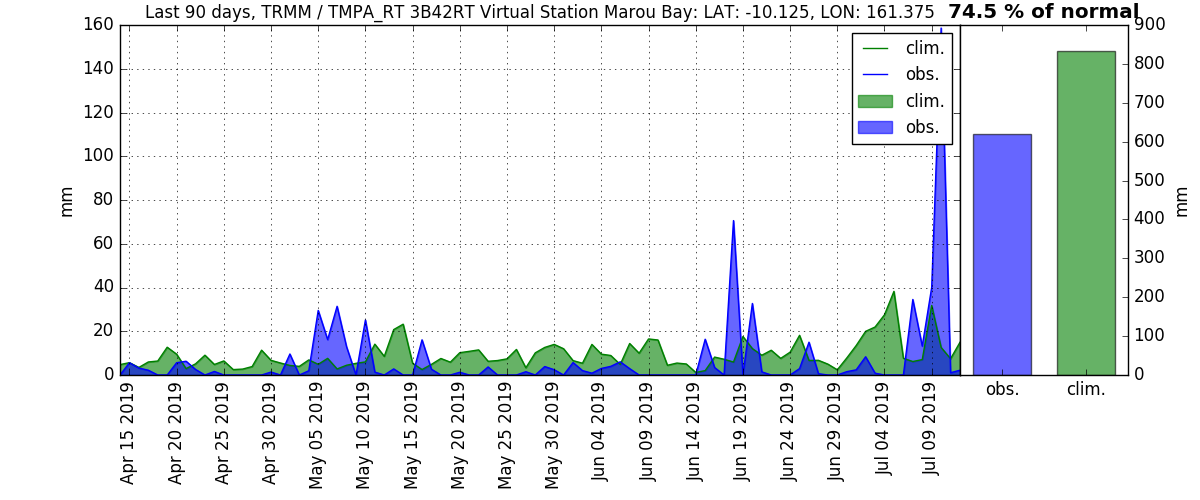 Last 90 days, TRMM / TMPA_RT 3B42RT Virtual Station Marou Bay: LAT: -10.125, LON: 161.375
74.5 % of normal
160
140
120
100
80
60
40
20
0
mm
clim.
obs.
clim.
obs.
900
800
700
600
500
400
300
200
100
0
mm
Apr 15 2019
Apr 20 2019
Apr 25 2019
Apr 30 2019
May 05 2019
May 10 2019
May 15 2019
May 20 2019
May 25 2019
May 30 2019
Jun 04 2019
Jun 09 2019
Jun 14 2019
Jun 19 2019
Jun 24 2019
Jun 29 2019
Jul 04 2019
Jul 09 2019
obs.
clim.